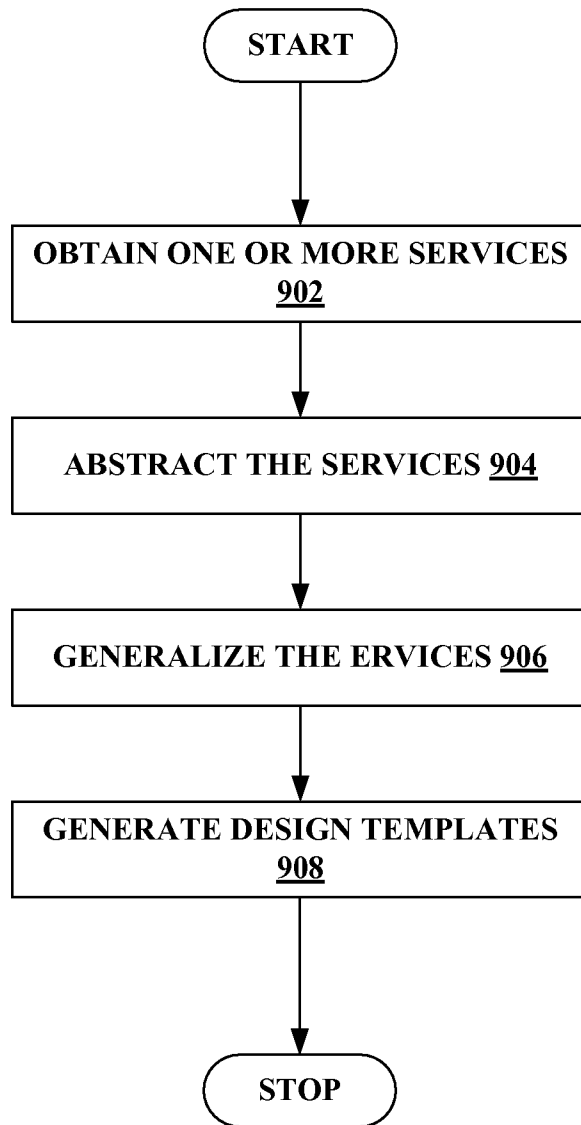 START
OBTAIN ONE OR MORE SERVICES
902
ABSTRACT THE SERVICES 904
GENERALIZE THE ERVICES 906
GENERATE DESIGN TEMPLATES
908
STOP